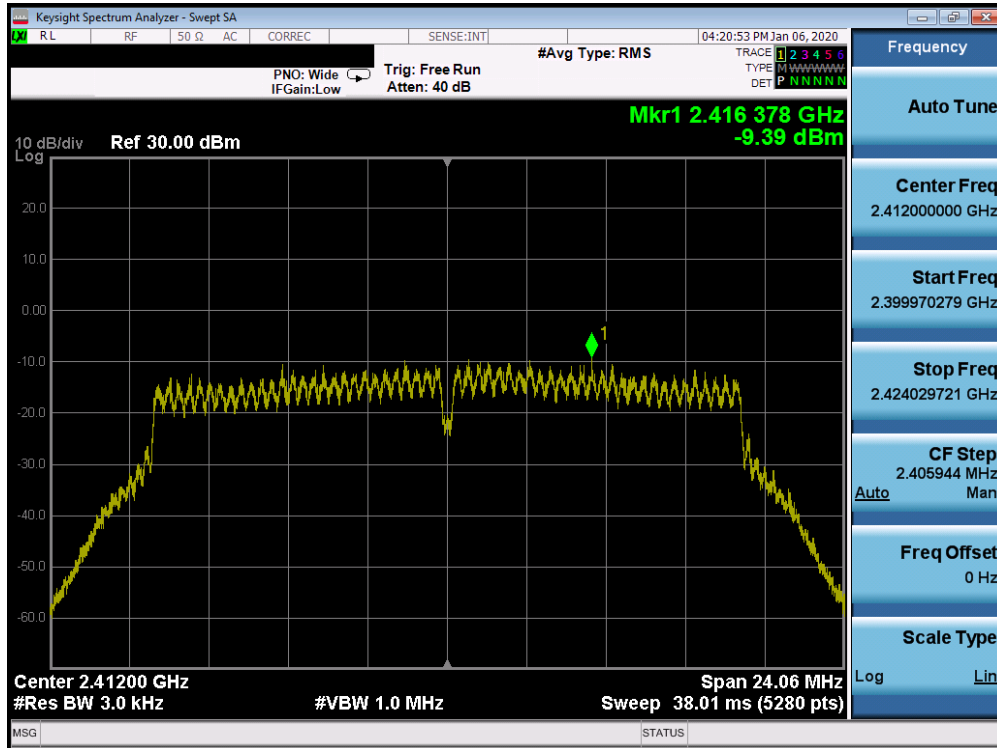 Keysight Spectrum Analyzer - Swept SA
LXI RL RF 50 Ω AC CORREC SENSE:INT 04:20:53 PM Jan 06, 2020
#Avg Type: RMS TRACE 1 2 3 4 5 6
PNO: Wide Trig: Free Run TYPE M WWWWW
IFGain:Low Atten: 40 dB DET P N N N N N
Mkr1 2.416 378 GHz
-9.39 dBm
10 dB/div Ref 30.00 dBm
Log
1
20.0
10.0
0.00
-10.0
-20.0
-30.0
-40.0
-50.0
-60.0
Center 2.41200 GHz Span 24.06 MHz
#Res BW 3.0 kHz #VBW 1.0 MHz Sweep 38.01 ms (5280 pts)
MSG STATUS
Frequency
Auto Tune
Center Freq
2.412000000 GHz
Start Freq
2.399970279 GHz
Stop Freq
2.424029721 GHz
CF Step
2.405944 MHz
Auto Man
Freq Offset
0 Hz
Scale Type
Log Lin